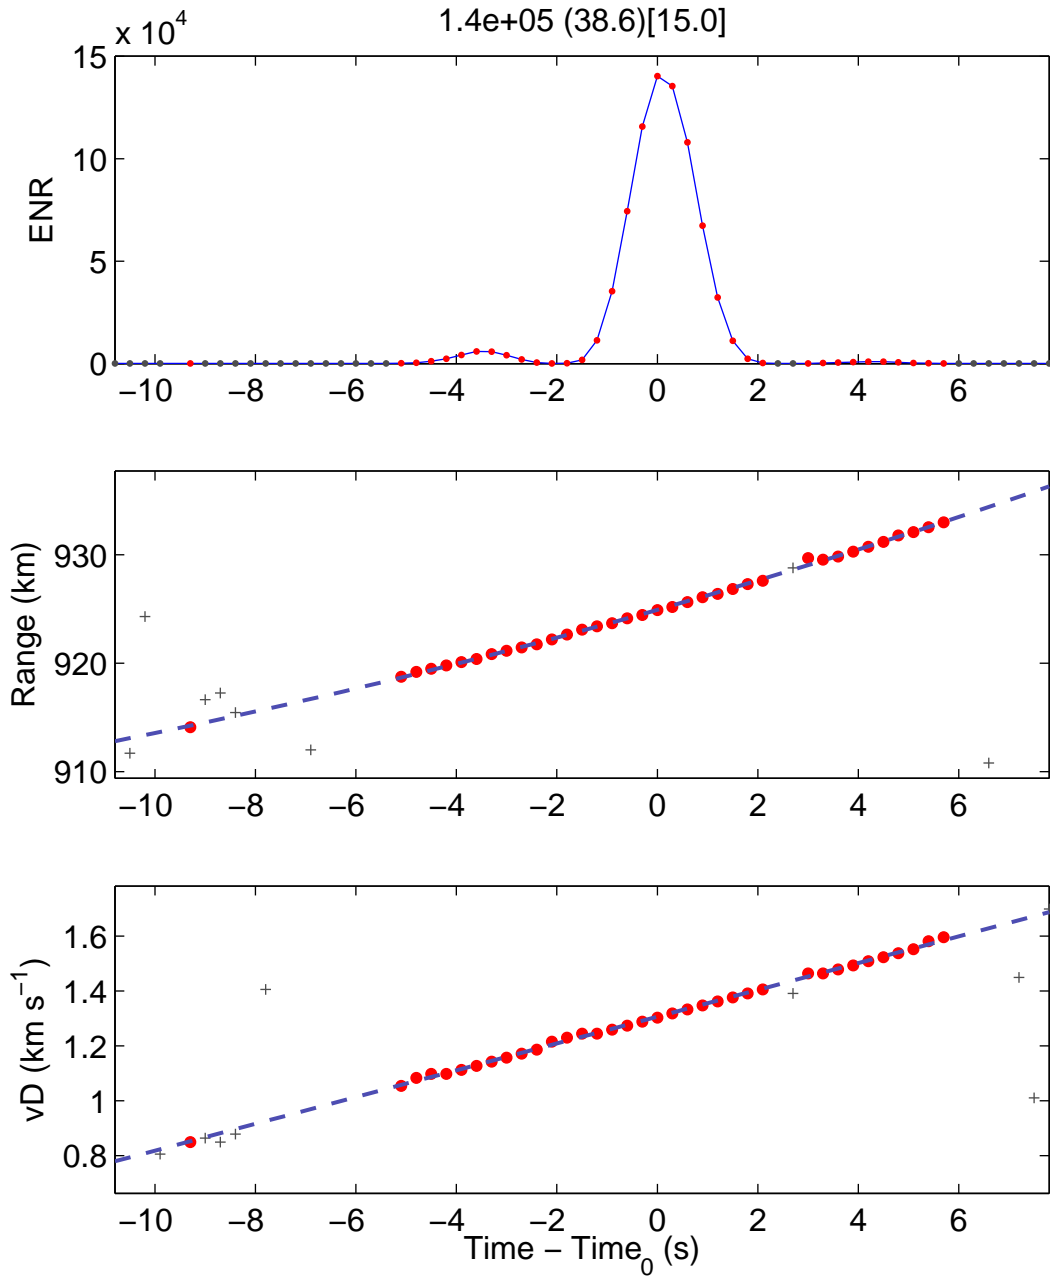 1.4e+05 (38.6)[15.0]
x 10⁴
15
10
5
0
ENR
−10 −8 −6 −4 −2 0 2 4 6
930
920
910
Range (km)
−10 −8 −6 −4 −2 0 2 4 6
1.6
1.4
1.2
1
0.8
vD (km s⁻¹)
−10 −8 −6 −4 −2 0 2 4 6
Time − Time₀ (s)